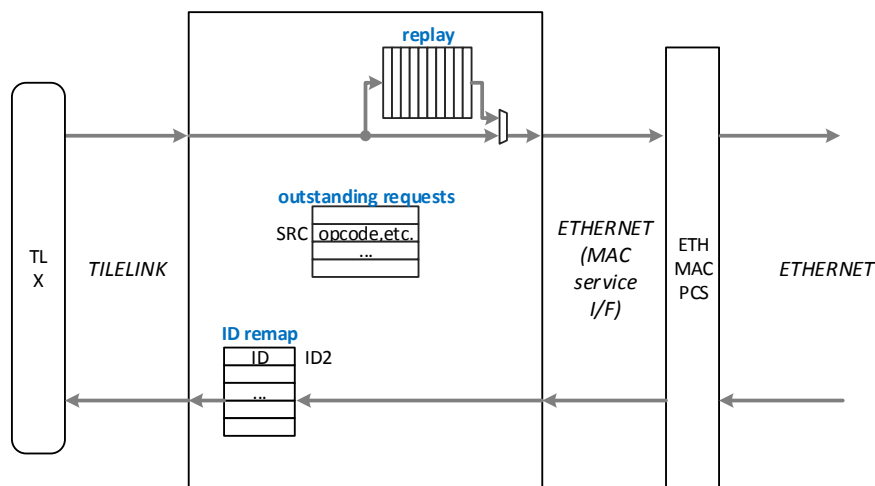 replay
outstanding requests
SRC
opcode,etc.
...
TL
X
TILELINK
ETHERNET
(MAC
service
I/F)
ETH
MAC
PCS
ETHERNET
ID remap
ID
ID2
...